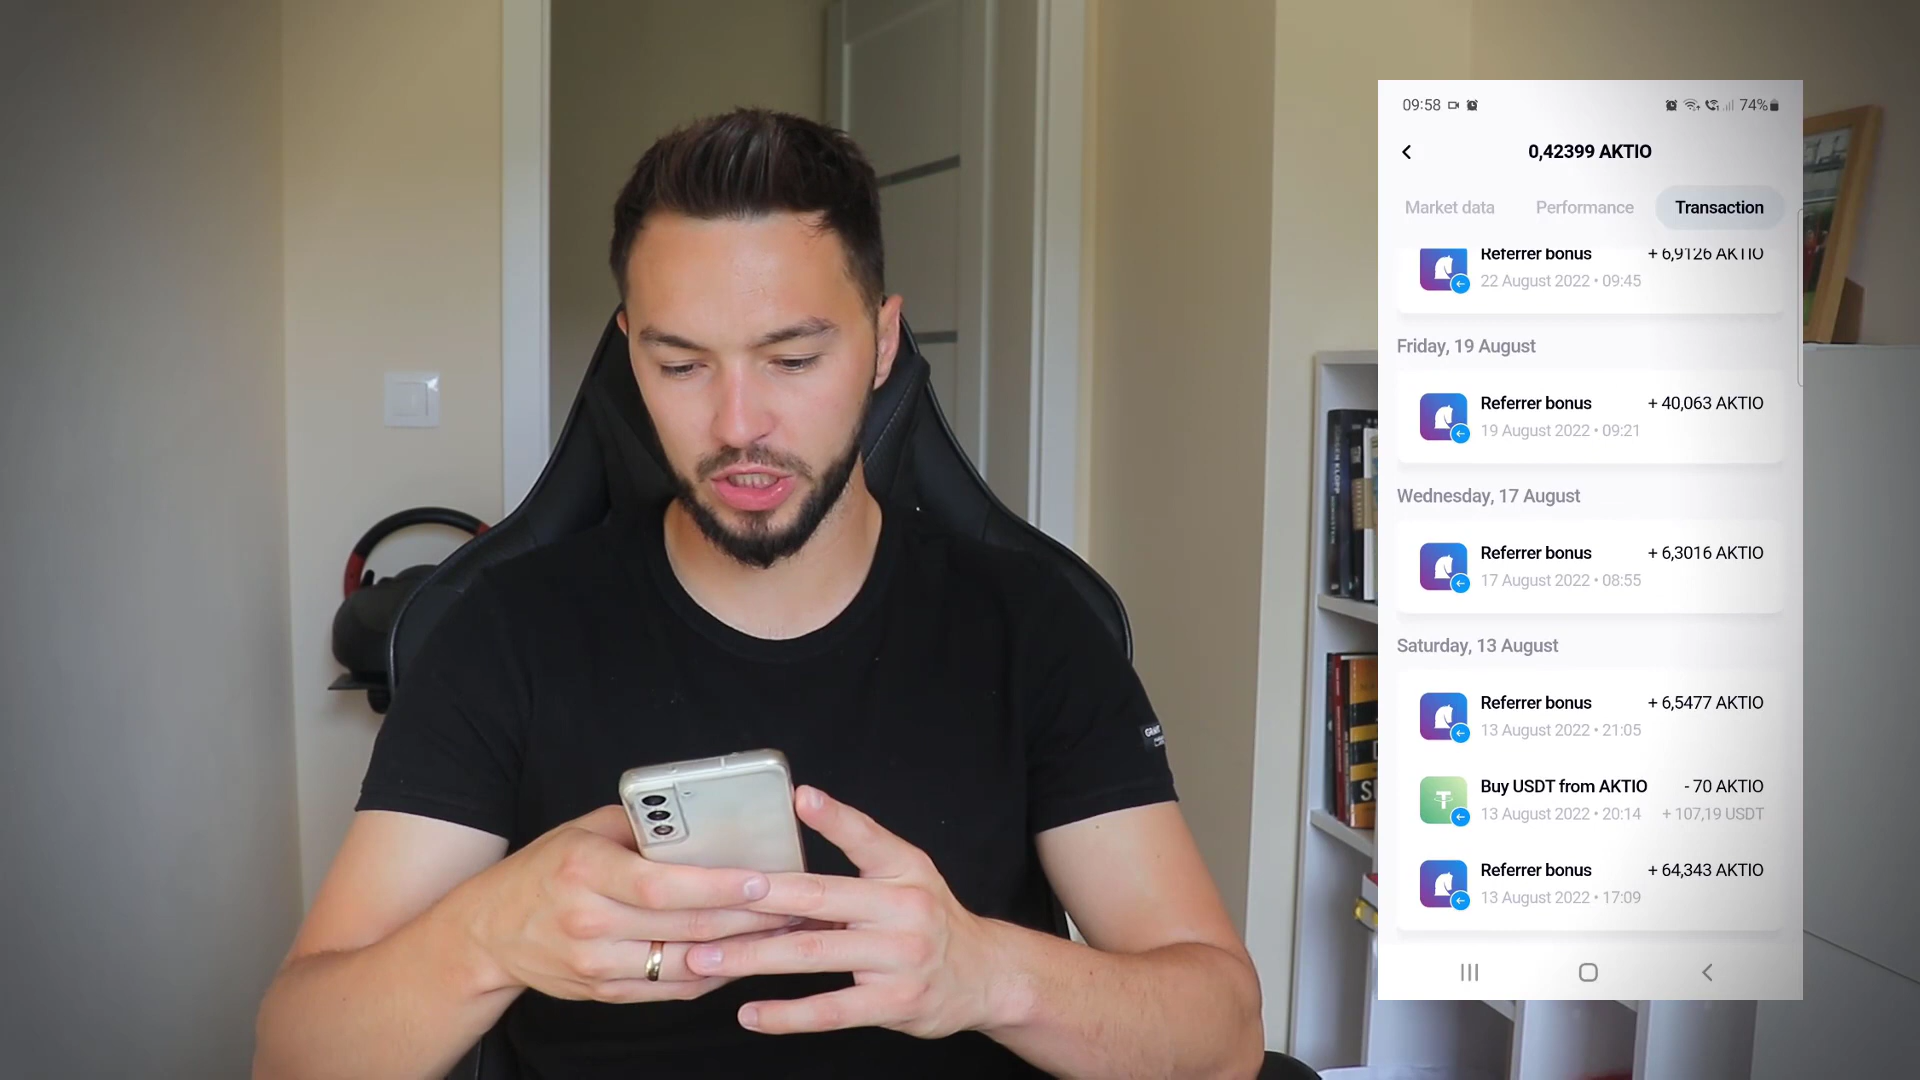 09:58 74%
0,42399 AKTIO
Market data Performance Transaction
Referrer bonus + 6,9126 AKTIO
22 August 2022 • 09:45
Friday, 19 August
Referrer bonus + 40,063 AKTIO
19 August 2022 • 09:21
Wednesday, 17 August
Referrer bonus + 6,3016 AKTIO
17 August 2022 • 08:55
Saturday, 13 August
Referrer bonus + 6,5477 AKTIO
13 August 2022 • 21:05
Buy USDT from AKTIO - 70 AKTIO
13 August 2022 • 20:14 + 107,19 USDT
Referrer bonus + 64,343 AKTIO
13 August 2022 • 17:09